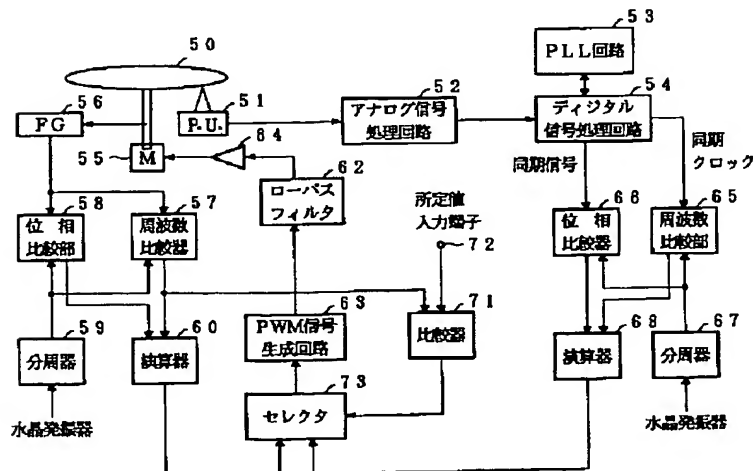 50
53
PLL回路
56
FG
51
P.U.
52
アナログ信号
処理回路
54
ディジタル
信号処理回路
55
M
64
同期信号
同期
クロック
62
ローパス
フィルタ
所定値
入力端子
72
58
位 相
比較部
57
周波数
比較器
66
位相
比較器
65
周波数
比較部
59
分周器
60
演算器
63
PWM信号
生成回路
71
比較器
68
演算器
67
分周器
水晶発振器
73
セレクタ
水晶発振器